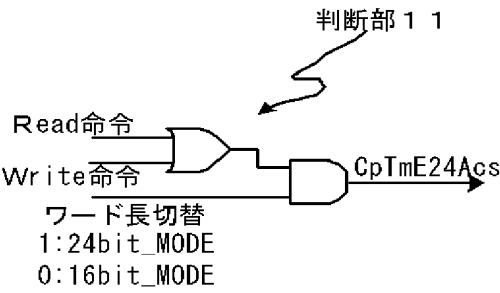 判断部11
Read命令
Write命令
CpTmE24Acs
ワード長切替
1:24bit_MODE
0:16bit_MODE